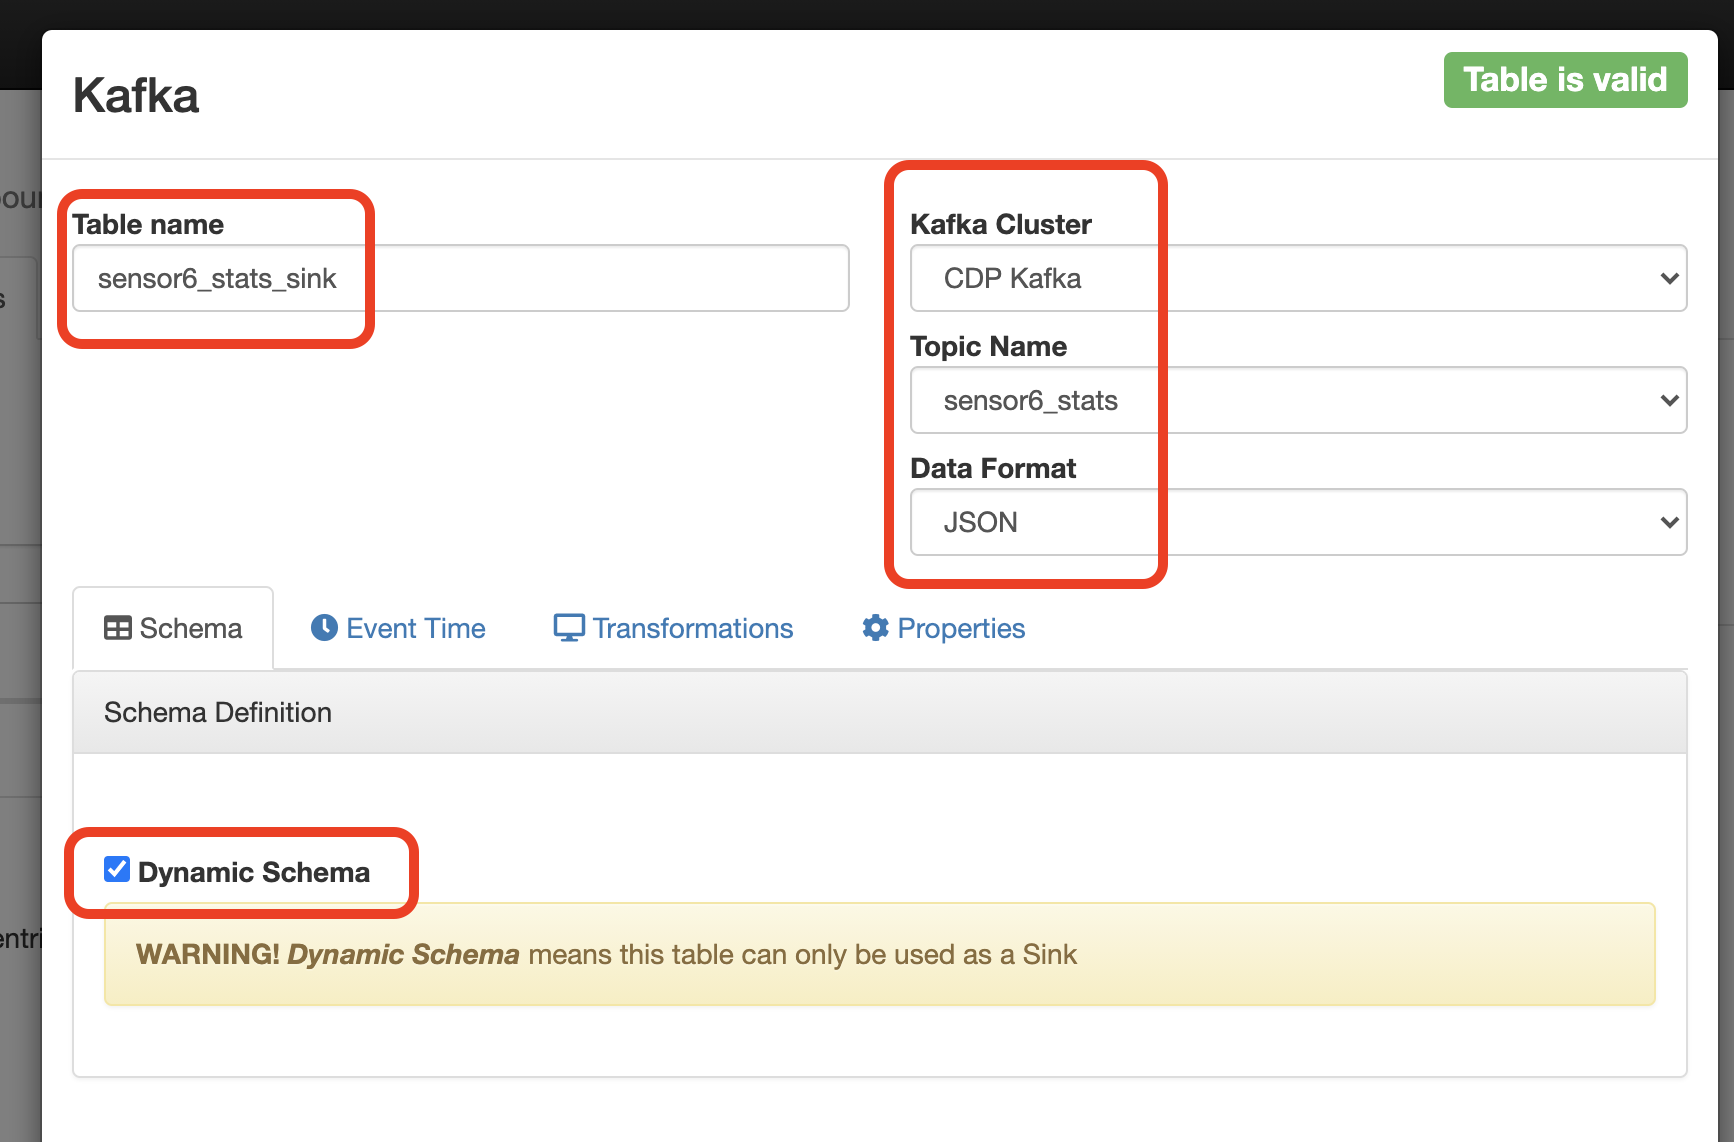 Kafka
Table is valid
Table name
sensor6_stats_sink
Kafka Cluster
CDP Kafka
Topic Name
sensor6_stats
Data Format
JSON
Schema
Event Time
Transformations
Properties
Schema Definition
Dynamic Schema
WARNING! Dynamic Schema means this table can only be used as a Sink